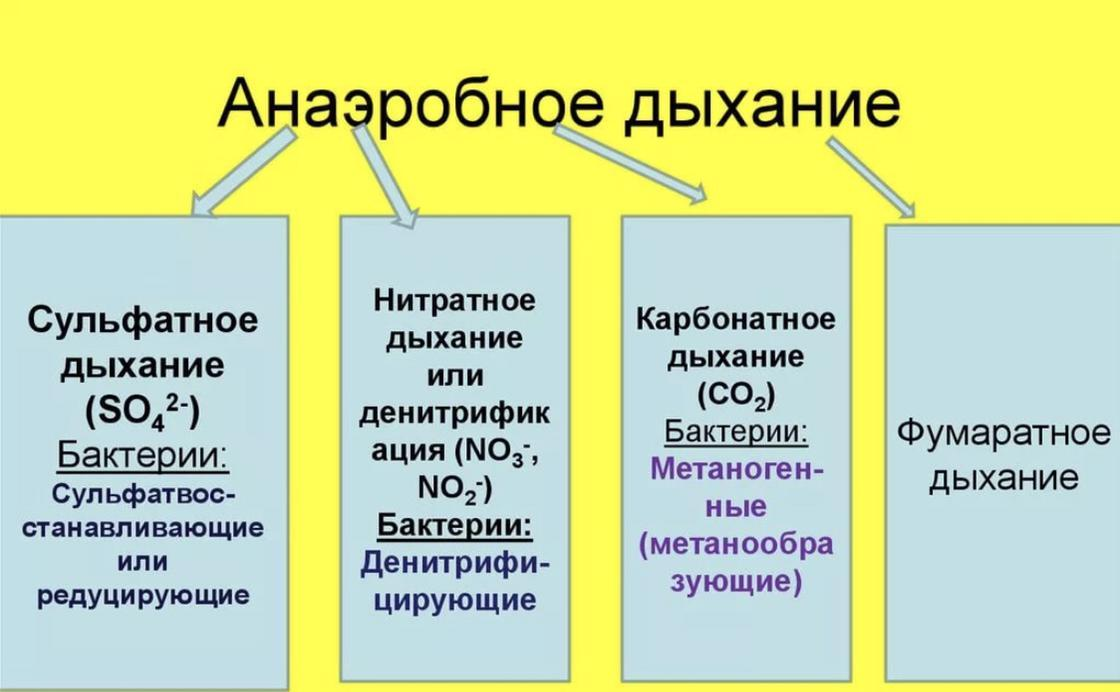 Анаэробное дыхание
Сульфатное
дыхание
(SO₄²⁻)
Бактерии:
Сульфатвос-
станавливающие
или
редуцирующие
Нитратное
дыхание
или
денитрифик
ация (NO₃⁻,
NO₂⁻)
Бактерии:
Денитрифи-
цирующие
Карбонатное
дыхание
(CO₂)
Бактерии:
Метаноген-
ные
(метанообра
зующие)
Фумаратное
дыхание